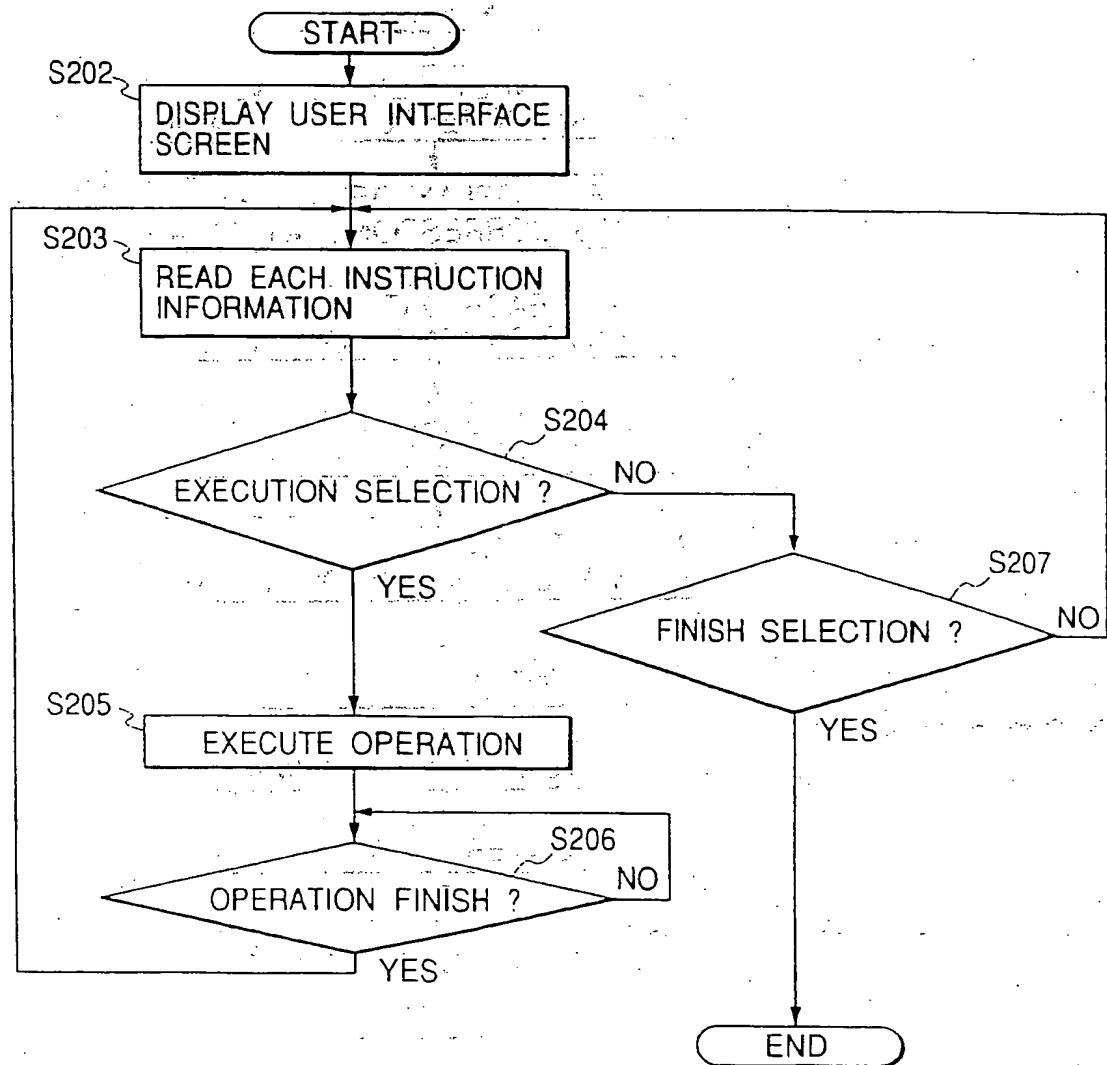 START
S202
DISPLAY USER INTERFACE
SCREEN
S203
READ EACH INSTRUCTION
INFORMATION
S204
EXECUTION SELECTION ?
NO
YES
S207
FINISH SELECTION ?
NO
YES
S205
EXECUTE OPERATION
S206
OPERATION FINISH ?
NO
YES
END